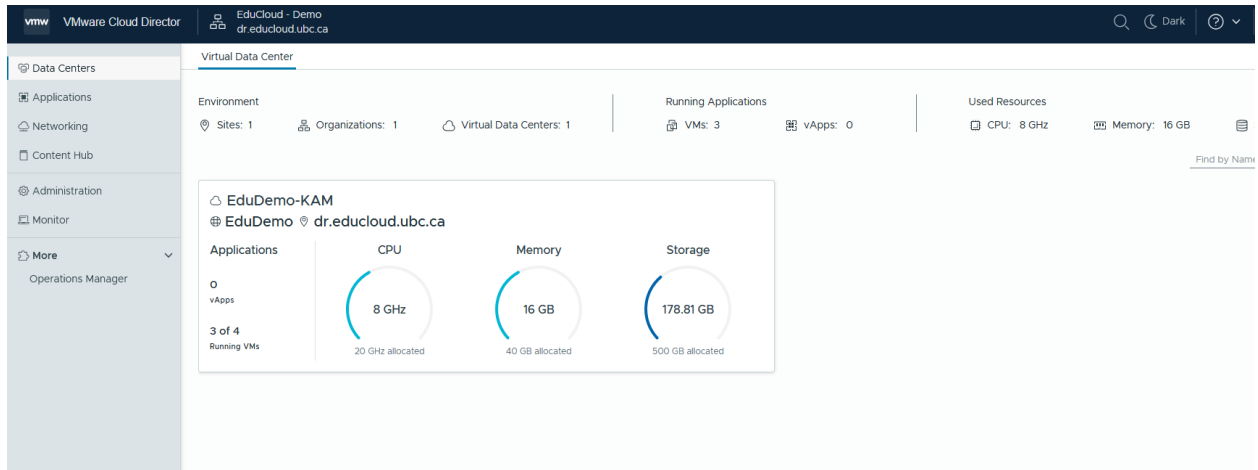 vmw VMware Cloud Director
EduCloud - Demo
dr.educloud.ubc.ca
Dark
Data Centers
Applications
Networking
Content Hub
Administration
Monitor
More
Operations Manager
Virtual Data Center
Environment
Sites: 1 Organizations: 1 Virtual Data Centers: 1
Running Applications
VMs: 3 vApps: 0
Used Resources
CPU: 8 GHz Memory: 16 GB
Find by Name
EduDemo-KAM
EduDemo dr.educloud.ubc.ca
Applications
0
vApps
3 of 4
Running VMs
CPU
8 GHz
20 GHz allocated
Memory
16 GB
40 GB allocated
Storage
178.81 GB
500 GB allocated